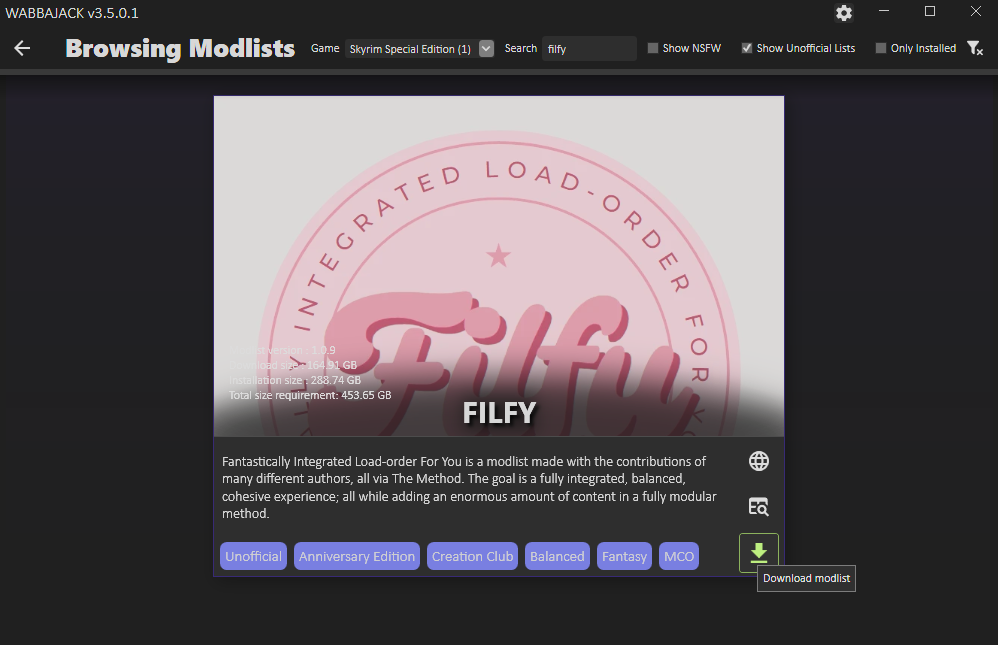 WABBAJACK v3.5.0.1
Browsing Modlists Game Skyrim Special Edition (1) Search filfy Show NSFW Show Unofficial Lists Only Installed
INTEGRATED LOAD-ORDER FOR
Filfy
version : 1.0.9
Download size : 164.91 GB
Installation size : 288.74 GB
Total size requirement: 453.65 GB
FILFY
Fantastically Integrated Load-order For You is a modlist made with the contributions of
many different authors, all via The Method. The goal is a fully integrated, balanced,
cohesive experience; all while adding an enormous amount of content in a fully modular
method.
Unofficial Anniversary Edition Creation Club Balanced Fantasy MCO
Download modlist